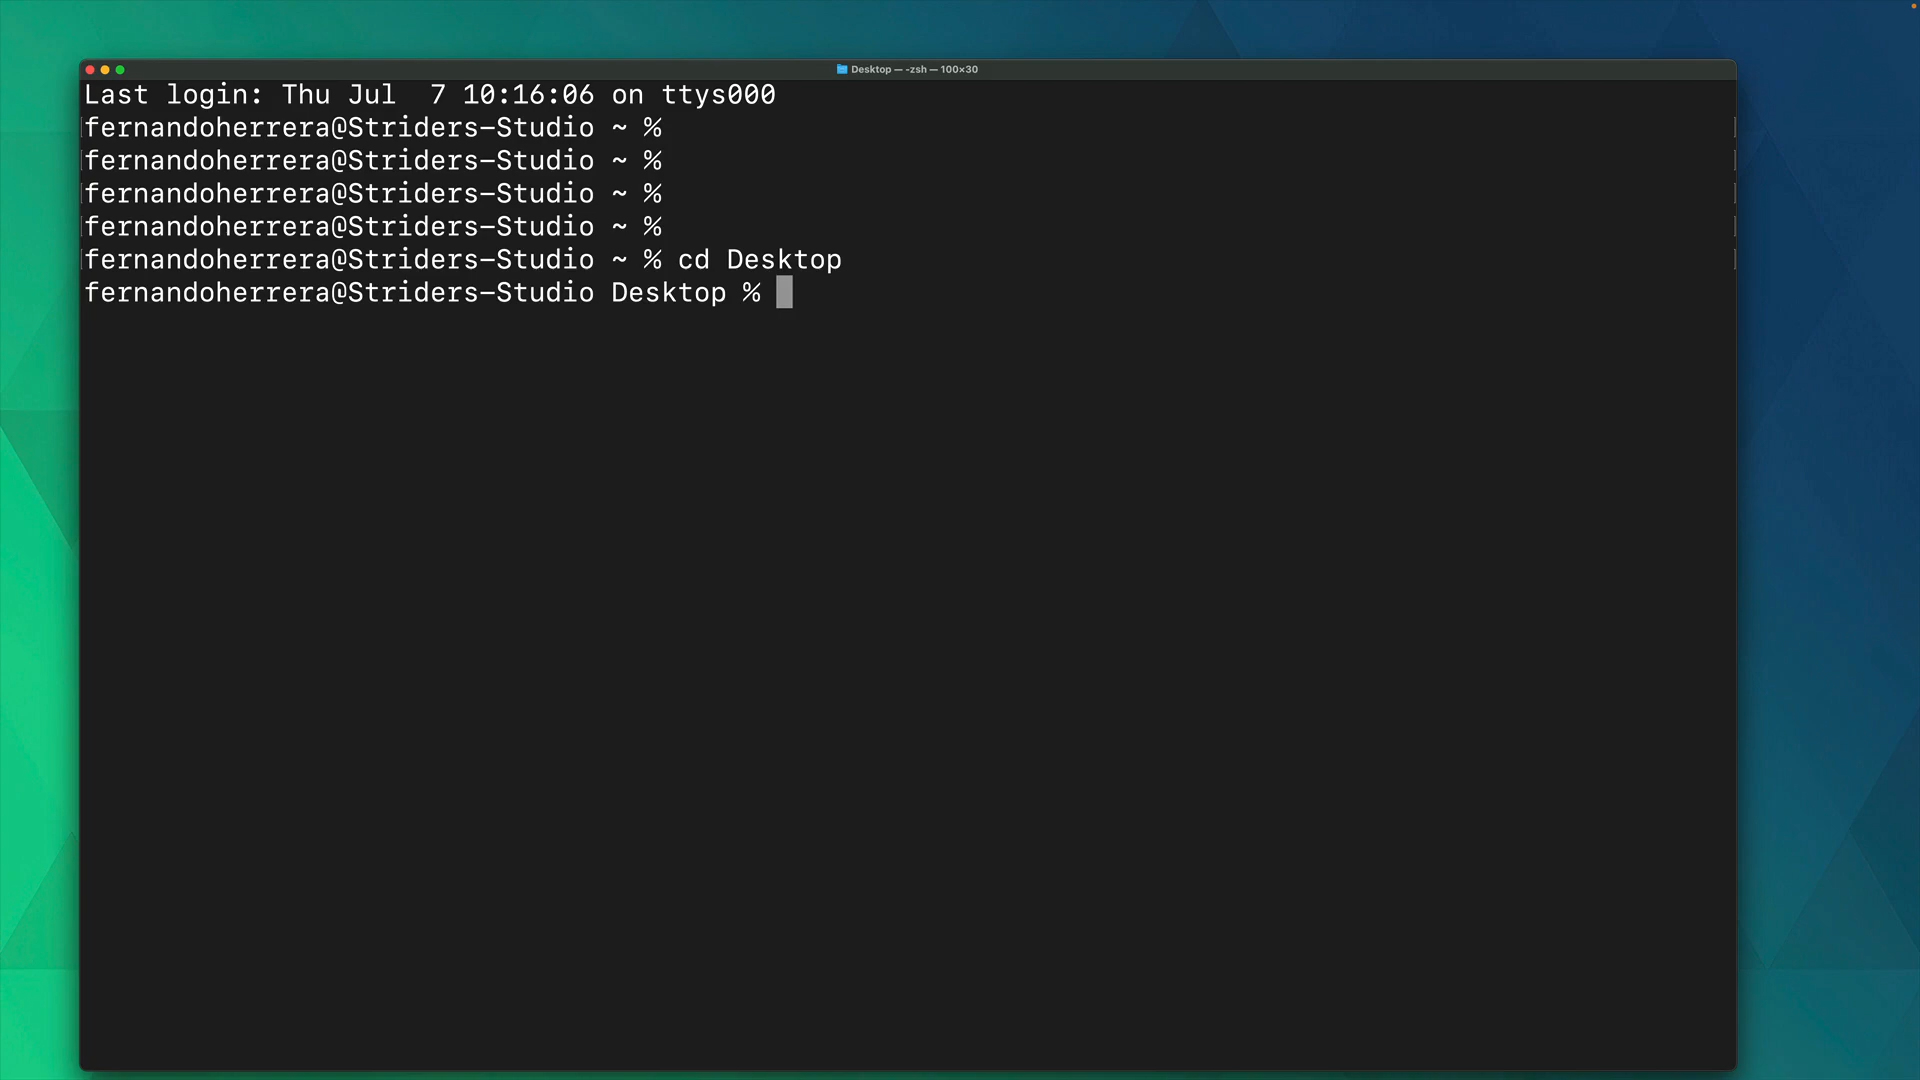 Desktop — -zsh — 100×30
Last login: Thu Jul  7 10:16:06 on ttys000
fernandoherrera@Striders-Studio ~ %
fernandoherrera@Striders-Studio ~ %
fernandoherrera@Striders-Studio ~ %
fernandoherrera@Striders-Studio ~ %
fernandoherrera@Striders-Studio ~ % cd Desktop
fernandoherrera@Striders-Studio Desktop %